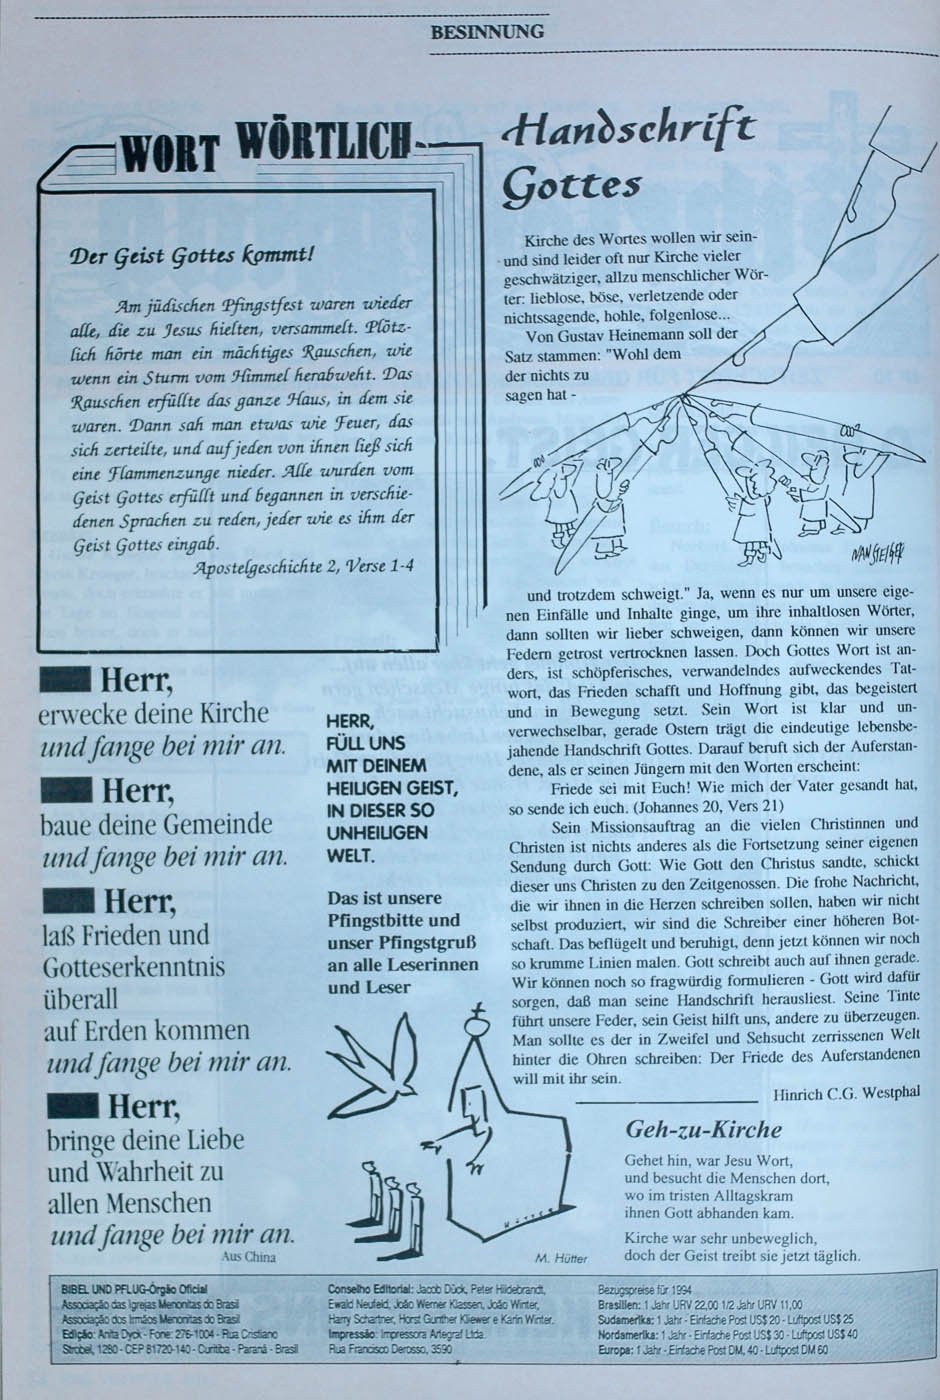 BESINNUNG
WORT WÖRTLICH
Der Geist Gottes kommt!
Am jüdischen Pfingstfest waren wieder
alle, die zu Jesus hielten, versammelt. Plötz-
lich hörte man ein mächtiges Rauschen, wie
wenn ein Sturm vom Himmel herabweht. Das
Rauschen erfüllte das ganze Haus, in dem sie
waren. Dann sah man etwas wie Feuer, das
sich zerteilte, und auf jeden von ihnen ließ sich
eine Flammenzunge nieder. Alle wurden vom
Geist Gottes erfüllt und begannen in verschie-
denen Sprachen zu reden, jeder wie es ihm der
Geist Gottes eingab.
Apostelgeschichte 2, Verse 1-4
Herr,
erwecke deine Kirche
und fange bei mir an.
Herr,
baue deine Gemeinde
und fange bei mir an.
Herr,
laß Frieden und
Gotteserkenntnis
überall
auf Erden kommen
und fange bei mir an.
Herr,
bringe deine Liebe
und Wahrheit zu
allen Menschen
und fange bei mir an.
Aus China
HERR,
FÜLL UNS
MIT DEINEM
HEILIGEN GEIST,
IN DIESER SO
UNHEILIGEN
WELT.
Das ist unsere
Pfingstbitte und
unser Pfingstgruß
an alle Leserinnen
und Leser
HÜTTER
M. Hütter
Handschrift
Gottes
Kirche des Wortes wollen wir sein-
und sind leider oft nur Kirche vieler
geschwätziger, allzu menschlicher Wör-
ter: lieblose, böse, verletzende oder
nichtssagende, hohle, folgenlose...
Von Gustav Heinemann soll der
Satz stammen: "Wohl dem
der nichts zu
sagen hat -
IVAN STEIGER
und trotzdem schweigt." Ja, wenn es nur um unsere eige-
nen Einfälle und Inhalte ginge, um ihre inhaltlosen Wörter,
dann sollten wir lieber schweigen, dann können wir unsere
Federn getrost vertrocknen lassen. Doch Gottes Wort ist an-
ders, ist schöpferisches, verwandelndes aufweckendes Tat-
wort, das Frieden schafft und Hoffnung gibt, das begeistert
und in Bewegung setzt. Sein Wort ist klar und un-
verwechselbar, gerade Ostern trägt die eindeutige lebensbe-
jahende Handschrift Gottes. Darauf beruft sich der Auferstan-
dene, als er seinen Jüngern mit den Worten erscheint:
Friede sei mit Euch! Wie mich der Vater gesandt hat,
so sende ich euch. (Johannes 20, Vers 21)
Sein Missionsauftrag an die vielen Christinnen und
Christen ist nichts anderes als die Fortsetzung seiner eigenen
Sendung durch Gott: Wie Gott den Christus sandte, schickt
dieser uns Christen zu den Zeitgenossen. Die frohe Nachricht,
die wir ihnen in die Herzen schreiben sollen, haben wir nicht
selbst produziert, wir sind die Schreiber einer höheren Bot-
schaft. Das beflügelt und beruhigt, denn jetzt können wir noch
so krumme Linien malen. Gott schreibt auch auf ihnen gerade.
Wir können noch so fragwürdig formulieren - Gott wird dafür
sorgen, daß man seine Handschrift herausliest. Seine Tinte
führt unsere Feder, sein Geist hilft uns, andere zu überzeugen.
Man sollte es der in Zweifel und Sehsucht zerrissenen Welt
hinter die Ohren schreiben: Der Friede des Auferstandenen
will mit ihr sein.
Hinrich C.G. Westphal
Geh-zu-Kirche
Gehet hin, war Jesu Wort,
und besucht die Menschen dort,
wo im tristen Alltagskram
ihnen Gott abhanden kam.
Kirche war sehr unbeweglich,
doch der Geist treibt sie jetzt täglich.
BIBEL UND PFLUG-Órgão Oficial
Associação das Igrejas Menonitas do Brasil
Associação dos Irmãos Menonitas do Brasil
Edição: Anita Dyck - Fone: 276-1004 - Rua Cristiano
Strobel, 1280 - CEP 81720-140 - Curitiba - Paraná - Brasil
Conselho Editorial: Jacob Dück, Peter Hildebrandt,
Ewald Neufeld, João Werner Klassen, João Winter,
Harry Schartner, Horst Gunther Kliewer e Karin Winter.
Impressão: Impressora Artegraf Ltda.
Rua Francisco Derosso, 3590
Bezugspreise für 1994
Brasilien: 1 Jahr URV 22,00 1/2 Jahr URV 11,00
Südamerika: 1 Jahr - Einfache Post US$ 20 - Luftpost US$ 25
Nordamerika: 1 Jahr - Einfache Post US$ 30 - Luftpost US$ 40
Europa: 1 Jahr - Einfache Post DM, 40 - Luftpost DM 60